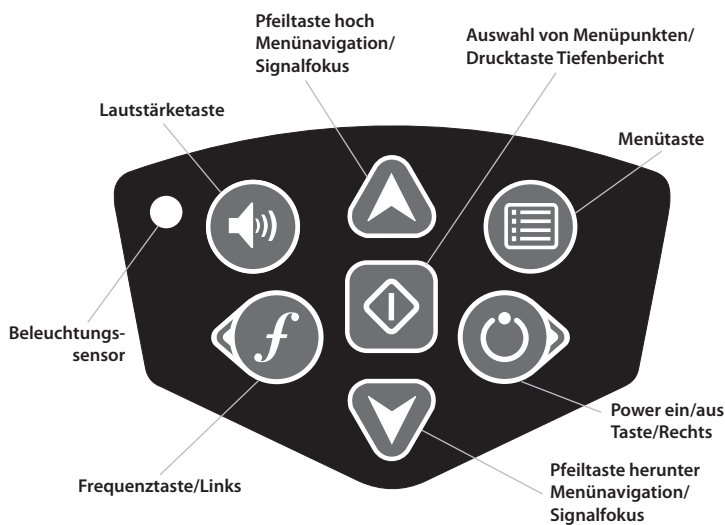 Pfeiltaste hoch
Menünavigation/
Signalfokus
Auswahl von Menüpunkten/
Drucktaste Tiefenbericht
Lautstärketaste
Menütaste
Beleuchtungs-
sensor
f
Power ein/aus
Taste/Rechts
Frequenztaste/Links
Pfeiltaste herunter
Menünavigation/
Signalfokus